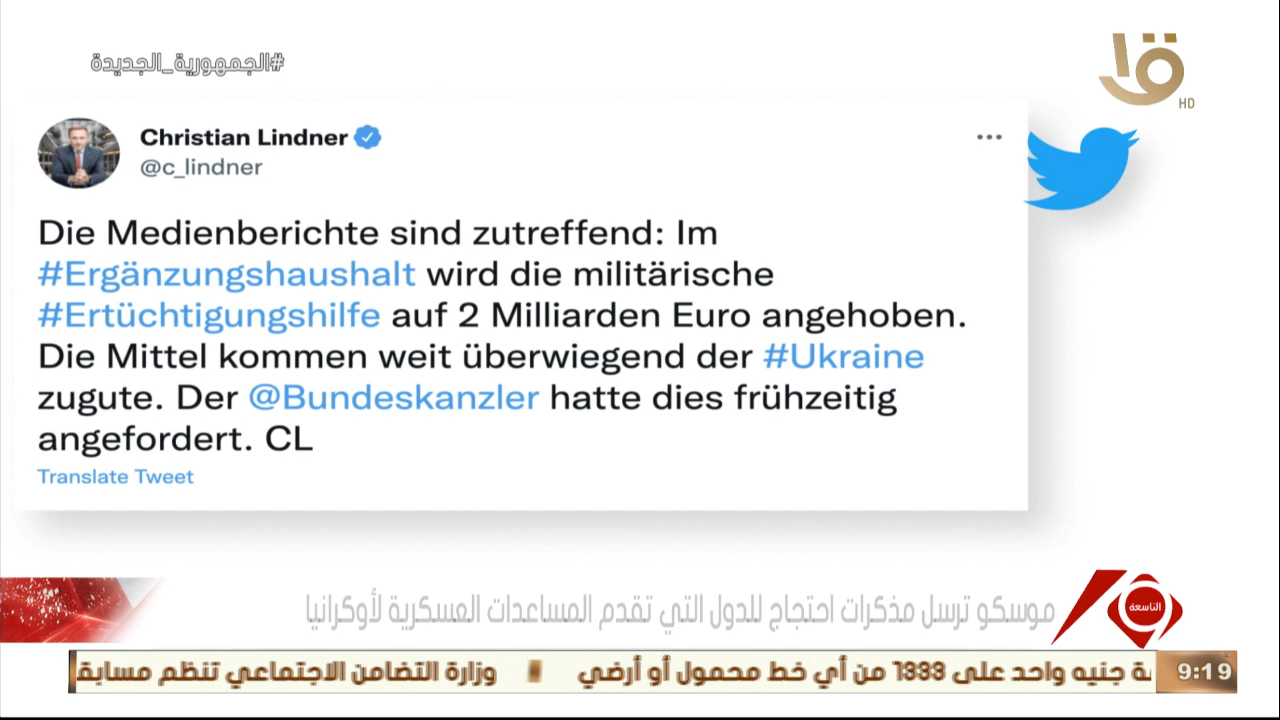 #الجمهورية_الجديدة
HD
Christian Lindner
@c_lindner
Die Medienberichte sind zutreffend: Im
#Ergänzungshaushalt wird die militärische
#Ertüchtigungshilfe auf 2 Milliarden Euro angehoben.
Die Mittel kommen weit überwiegend der #Ukraine
zugute. Der @Bundeskanzler hatte dies frühzeitig
angefordert. CL
Translate Tweet
التاسعة
موسكو ترسل مذكرات احتجاج للدول التي تقدم المساعدات العسكرية لأوكرانيا
جنيه واحد على 1333 من أي خط محمول أو أرضي
وزارة التضامن الاجتماعي تنظم
9:19